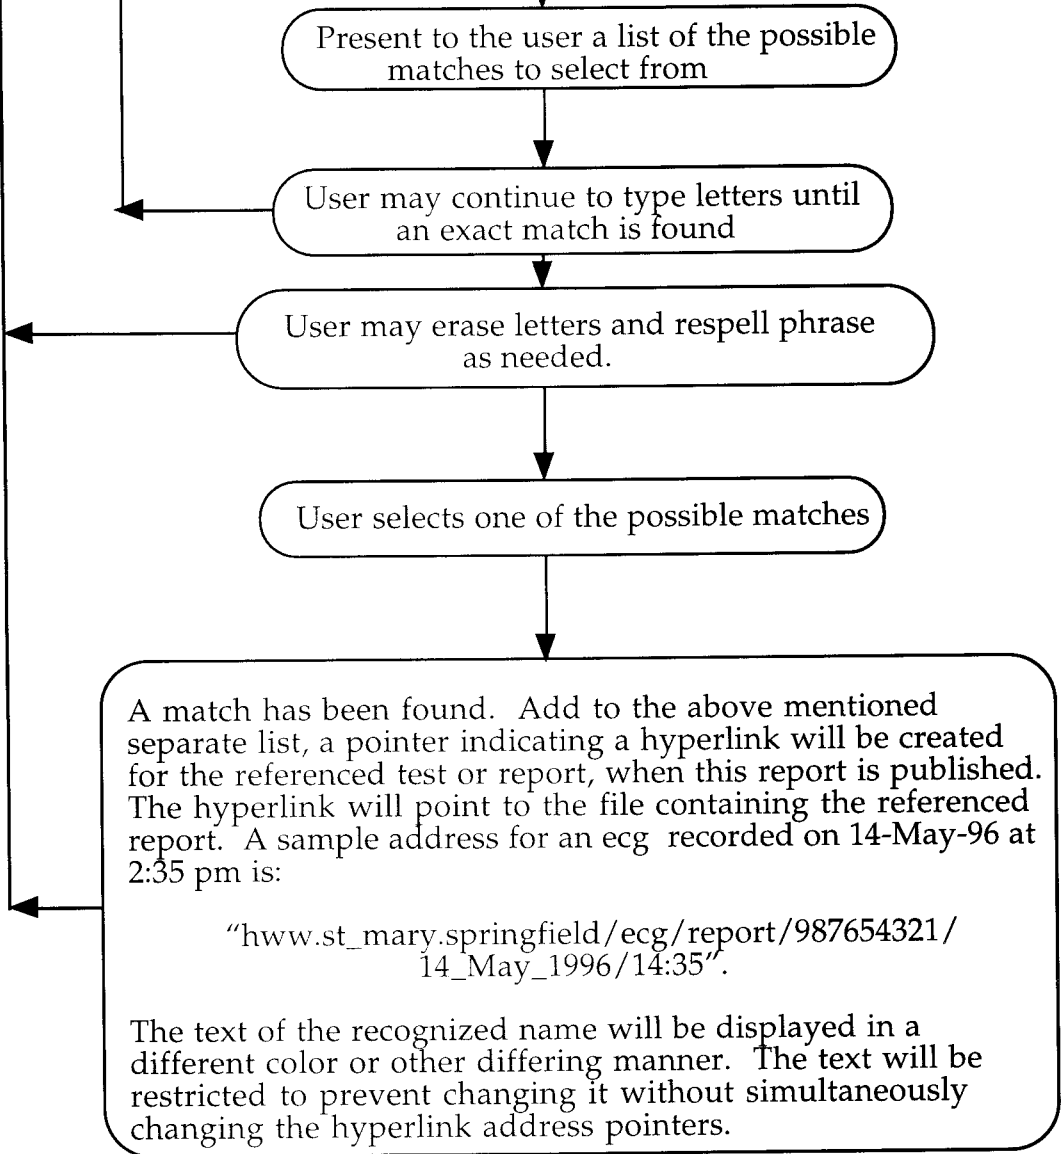 Present to the user a list of the possible
matches to select from
User may continue to type letters until
an exact match is found
User may erase letters and respell phrase
as needed.
User selects one of the possible matches
A match has been found.  Add to the above mentioned
separate list, a pointer indicating a hyperlink will be created
for the referenced test or report, when this report is published.
The hyperlink will point to the file containing the referenced
report.  A sample address for an ecg  recorded on 14-May-96 at
2:35 pm is:
"hww.st_mary.springfield/ecg/report/987654321/
14_May_1996/14:35".
The text of the recognized name will be displayed in a
different color or other differing manner.  The text will be
restricted to prevent changing it without simultaneously
changing the hyperlink address pointers.